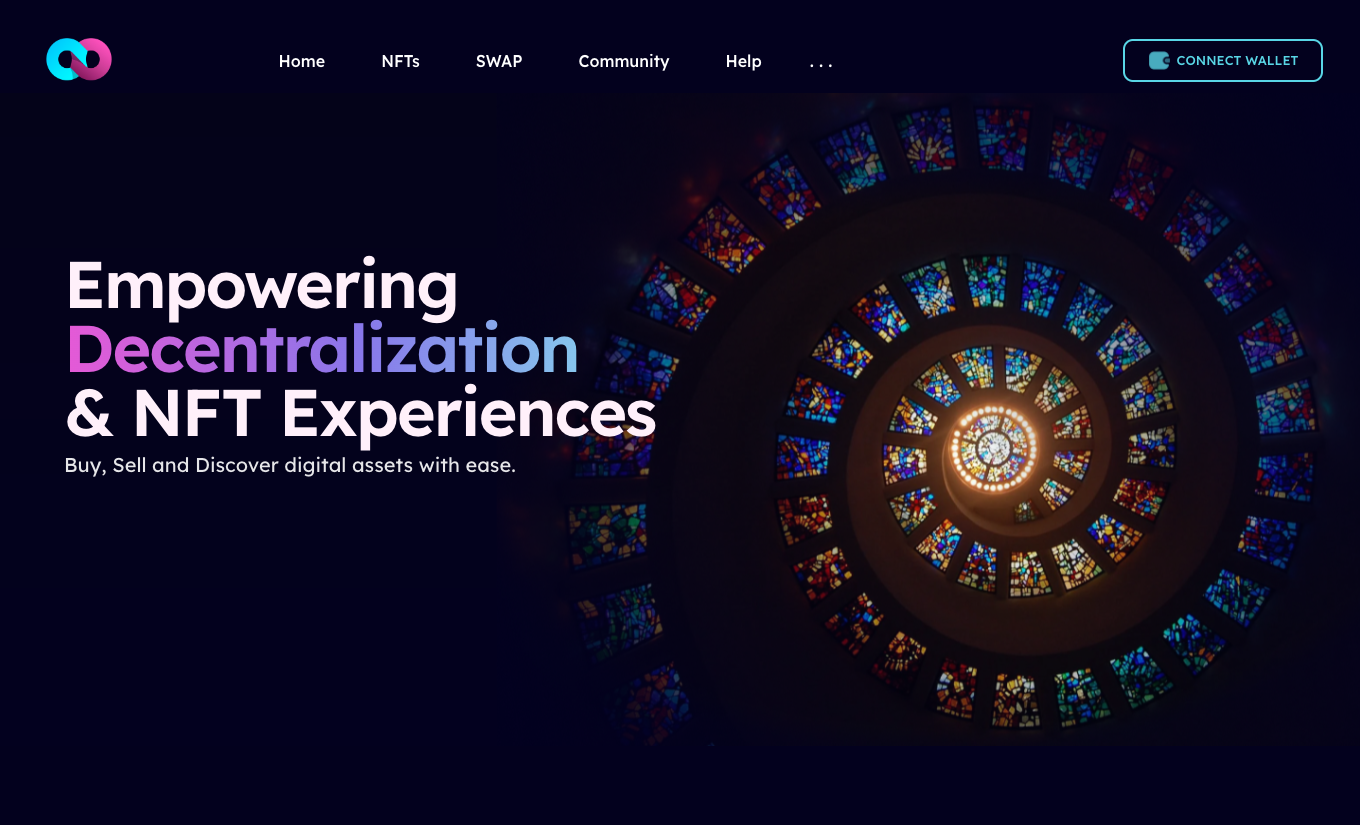 Home NFTs SWAP Community Help ... CONNECT WALLET
Empowering
Decentralization
& NFT Experiences
Buy, Sell and Discover digital assets with ease.